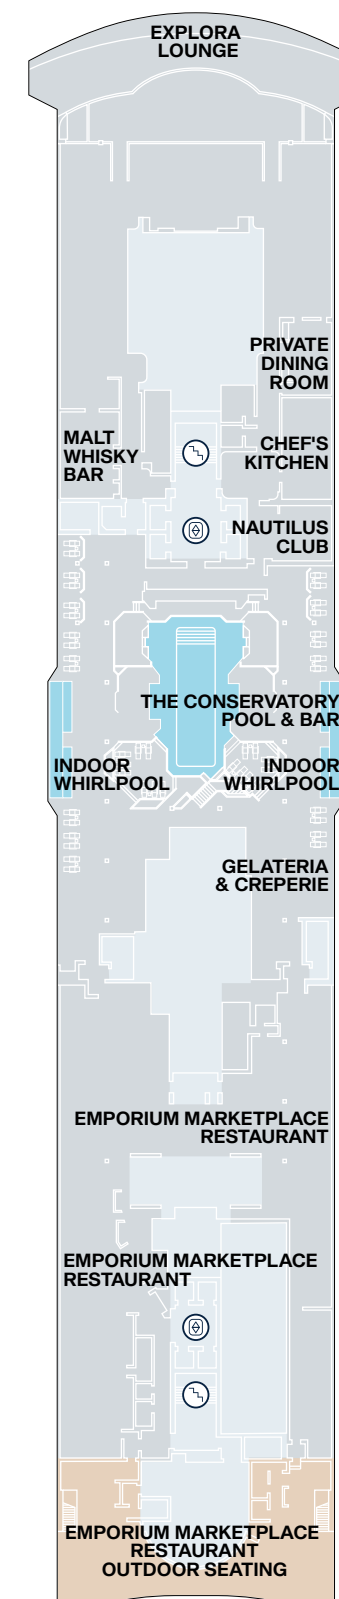 EXPLORA
LOUNGE
PRIVATE
DINING
ROOM
MALT
WHISKY
BAR
CHEF'S
KITCHEN
NAUTILUS
CLUB
THE CONSERVATORY
POOL & BAR
INDOOR
WHIRLPOOL
INDOOR
WHIRLPOOL
GELATERIA
& CREPERIE
EMPORIUM MARKETPLACE
RESTAURANT
EMPORIUM MARKETPLACE
RESTAURANT
EMPORIUM MARKETPLACE
RESTAURANT
OUTDOOR SEATING